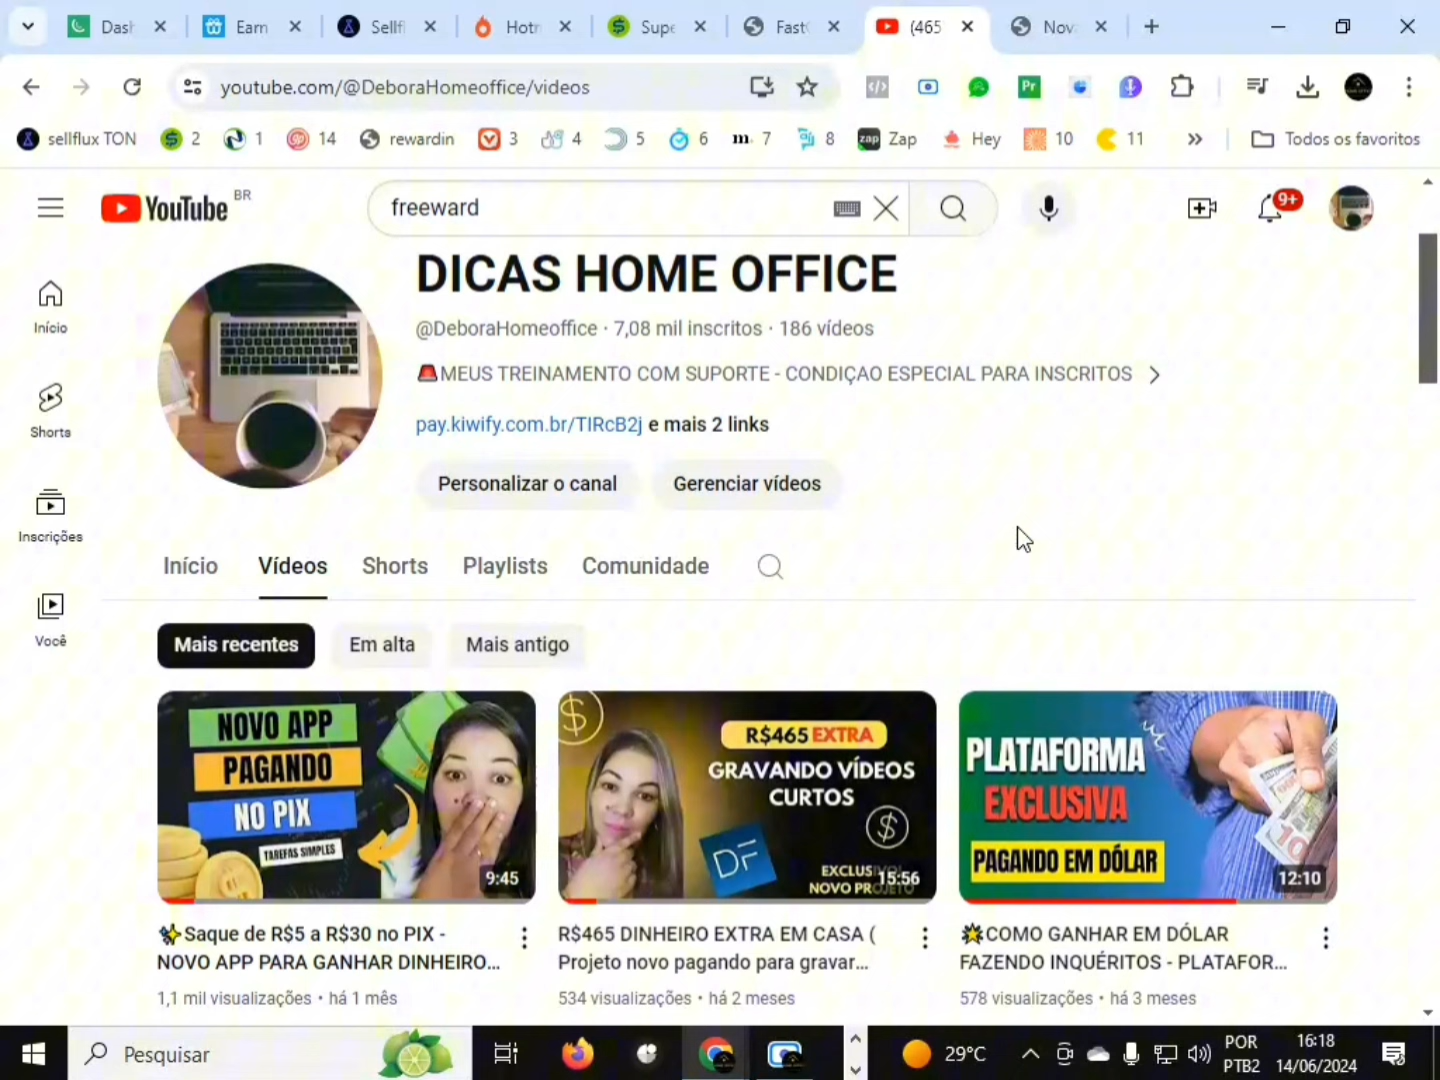 Dash
Earn
Sellfl
Hotm
Supe
Fast
(465
Nov
youtube.com/@DeboraHomeoffice/videos
sellflux TON
2
1
14
rewardin
3
4
5
6
m. 7
8
zap Zap
Hey
10
11
Todos os favoritos
YouTube BR
freeward
9+
DICAS HOME OFFICE
@DeboraHomeoffice · 7,08 mil inscritos · 186 vídeos
🚨MEUS TREINAMENTO COM SUPORTE - CONDIÇAO ESPECIAL PARA INSCRITOS
pay.kiwify.com.br/TIRcB2j e mais 2 links
Personalizar o canal
Gerenciar vídeos
Início
Shorts
Inscrições
Você
Início
Vídeos
Shorts
Playlists
Comunidade
Mais recentes
Em alta
Mais antigo
NOVO APP
PAGANDO
NO PIX
TAREFAS SIMPLES
9:45
R$465 EXTRA
GRAVANDO VÍDEOS
CURTOS
DF
NOVO PROJETO
15:56
PLATAFORMA
EXCLUSIVA
PAGANDO EM DÓLAR
12:10
✨Saque de R$5 a R$30 no PIX -
NOVO APP PARA GANHAR DINHEIRO...
1,1 mil visualizações · há 1 mês
R$465 DINHEIRO EXTRA EM CASA (
Projeto novo pagando para gravar...
534 visualizações · há 2 meses
🌟COMO GANHAR EM DÓLAR
FAZENDO INQUÉRITOS - PLATAFOR...
578 visualizações · há 3 meses
Pesquisar
29°C
POR
PTB2
16:18
14/06/2024